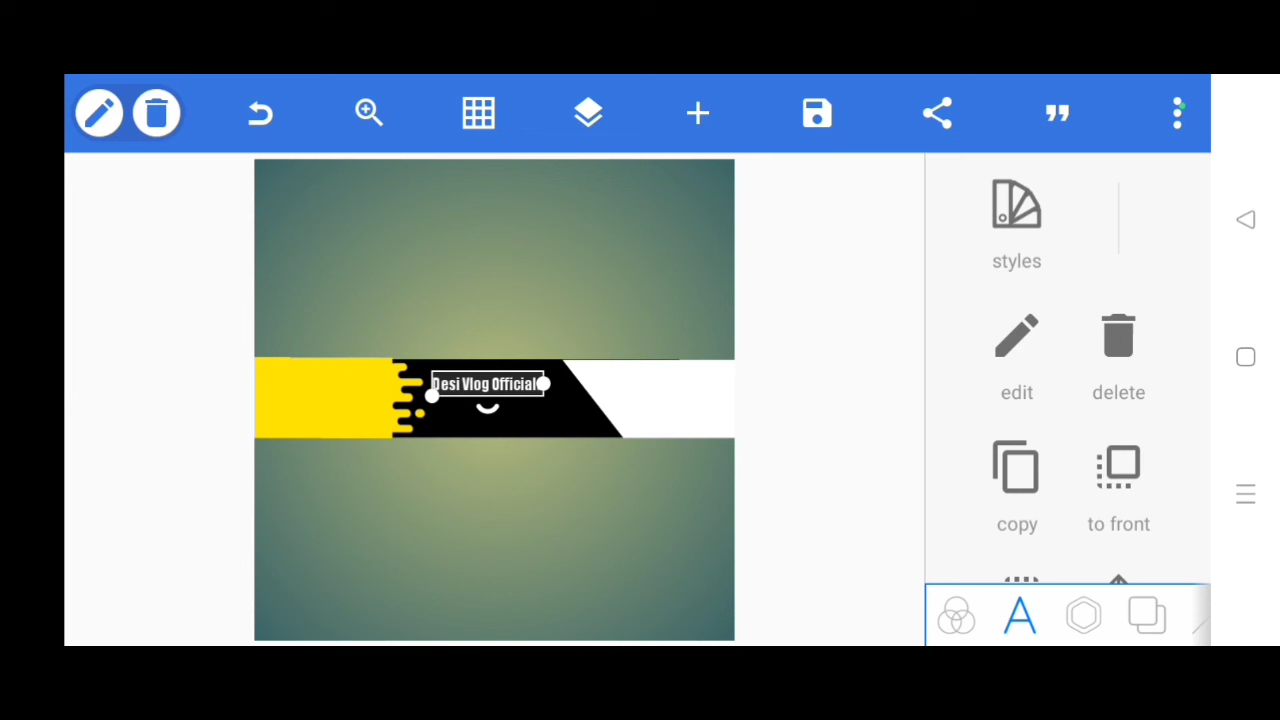 Desi Vlog Official
styles
edit
delete
copy
to front